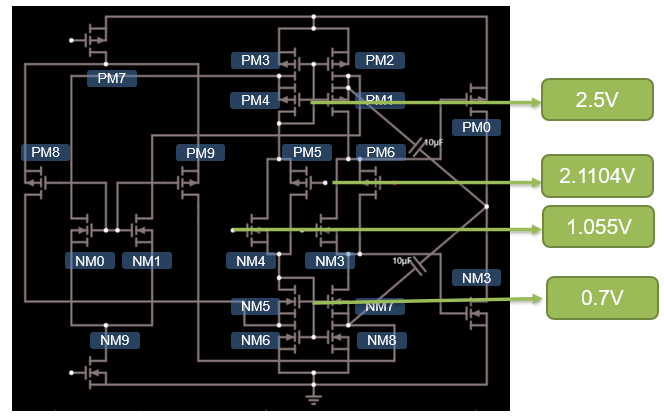 PM3
PM2
PM7
PM4
PM1
2.5V
PM0
10µF
PM8
PM9
PM5
PM6
2.1104V
1.055V
NM0
NM1
NM4
NM3
10µF
NM3
0.7V
NM5
NM7
NM6
NM8
NM9